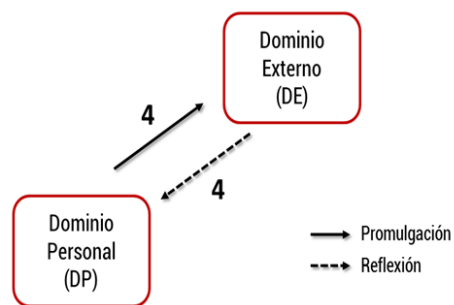 Dominio
Externo
(DE)
4
4
Dominio
Personal
(DP)
Promulgación
Reflexión